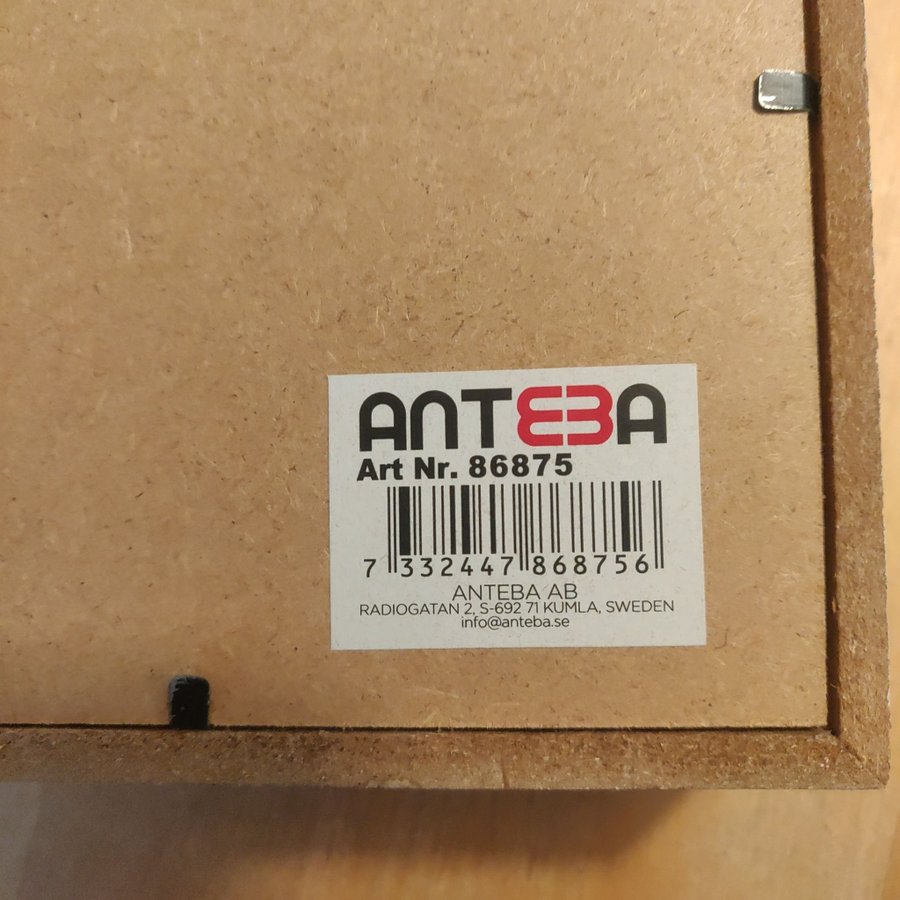 ANTEBA
Art Nr. 86875
7 332447 868756
ANTEBA AB
RADIOGATAN 2, S-692 71 KUMLA, SWEDEN
info@anteba.se